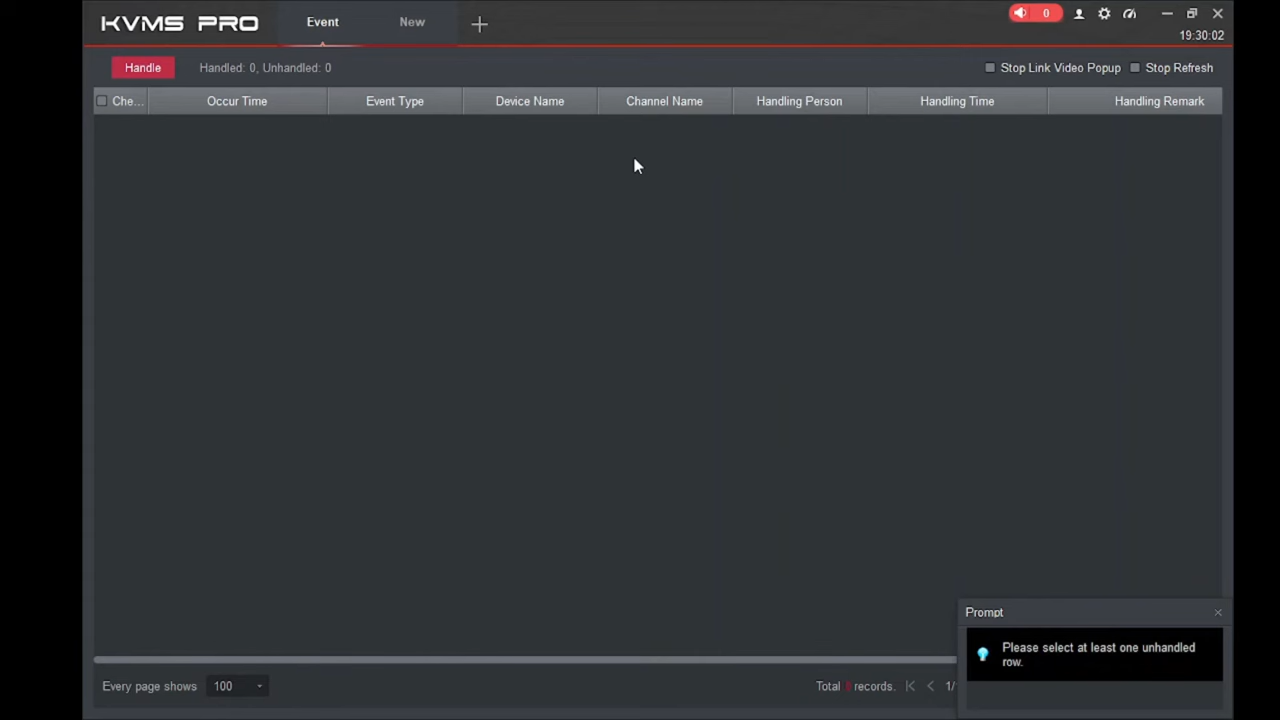 KVMS PRO Event New + 0
19:30:02
Handle Handled: 0, Unhandled: 0 Stop Link Video Popup Stop Refresh
Che... Occur Time Event Type Device Name Channel Name Handling Person Handling Time Handling Remark
Prompt
Please select at least one unhandled
row.
Every page shows 100 Total records. 1/